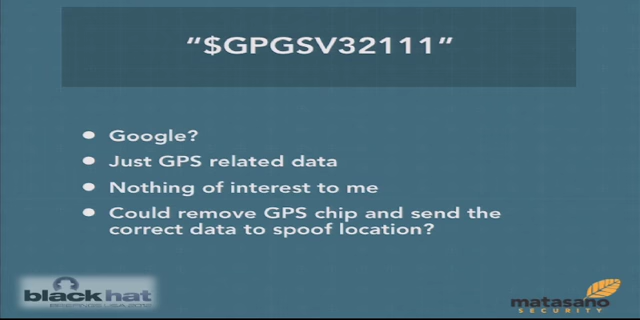 “$GPGSV32111”
• Google?
• Just GPS related data
• Nothing of interest to me
• Could remove GPS chip and send the
correct data to spoof location?
black hat
matasano
SECURITY